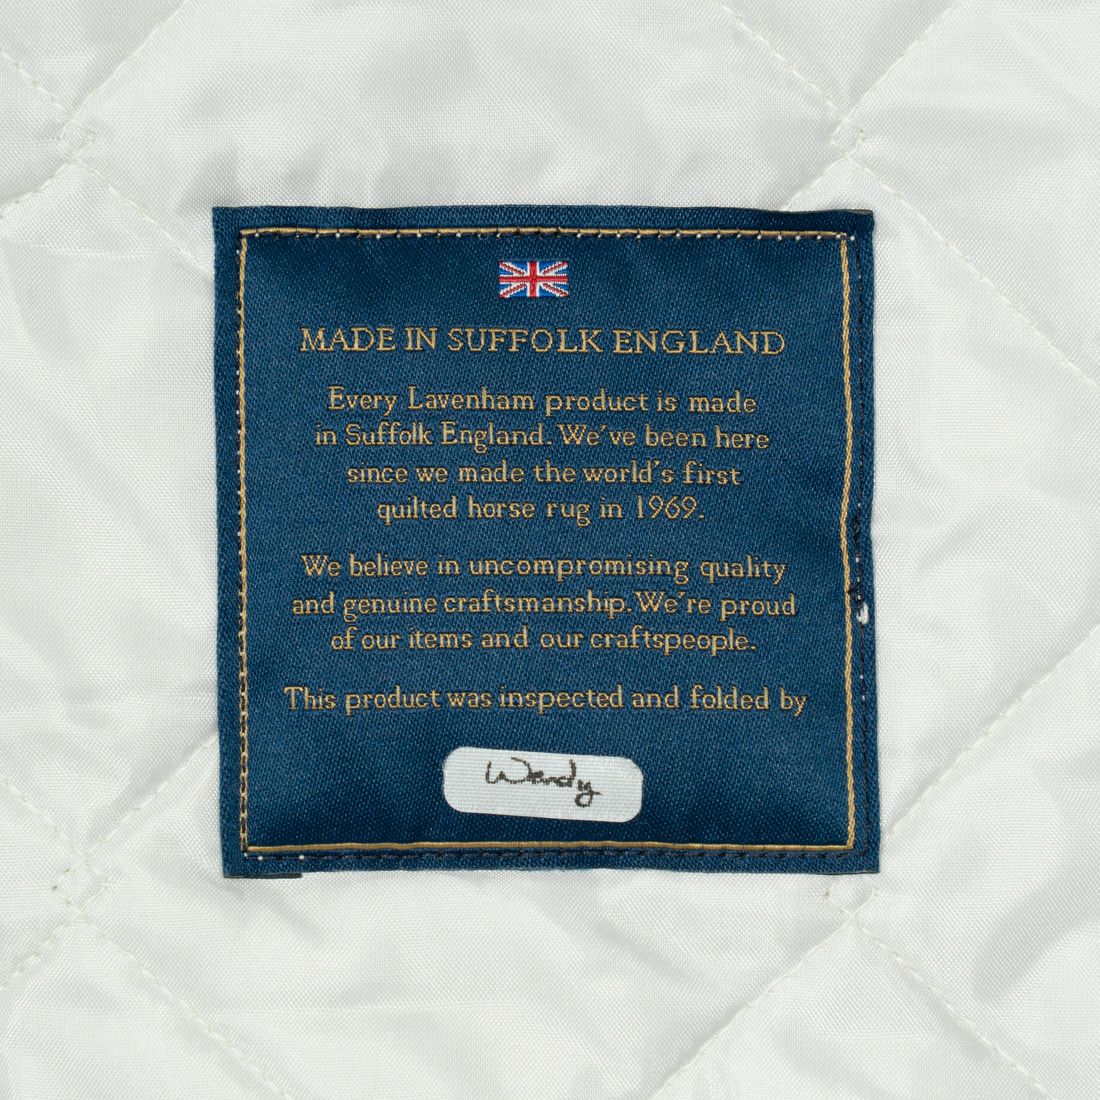 MADE IN SUFFOLK ENGLAND
Every Lavenham product is made
in Suffolk England. We've been here
since we made the world's first
quilted horse rug in 1969.
We believe in uncompromising quality
and genuine craftsmanship. We're proud
of our items and our craftspeople.
This product was inspected and folded by
Wendy